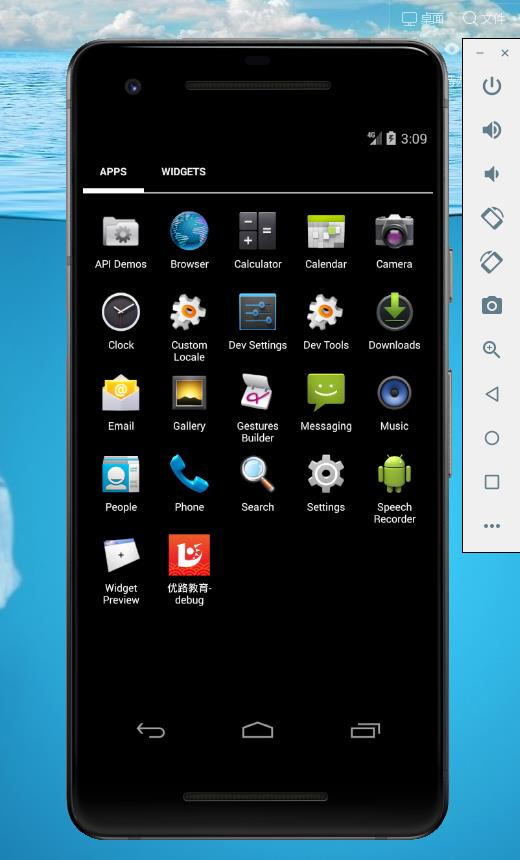 桌面
文件
4G
3:09
APPS
WIDGETS
API Demos
Browser
Calculator
Calendar
Camera
Clock
Custom
Locale
Dev Settings
Dev Tools
Downloads
Email
Gallery
Gestures
Builder
Messaging
Music
People
Phone
Search
Settings
Speech
Recorder
Widget
Preview
优路教育-
debug